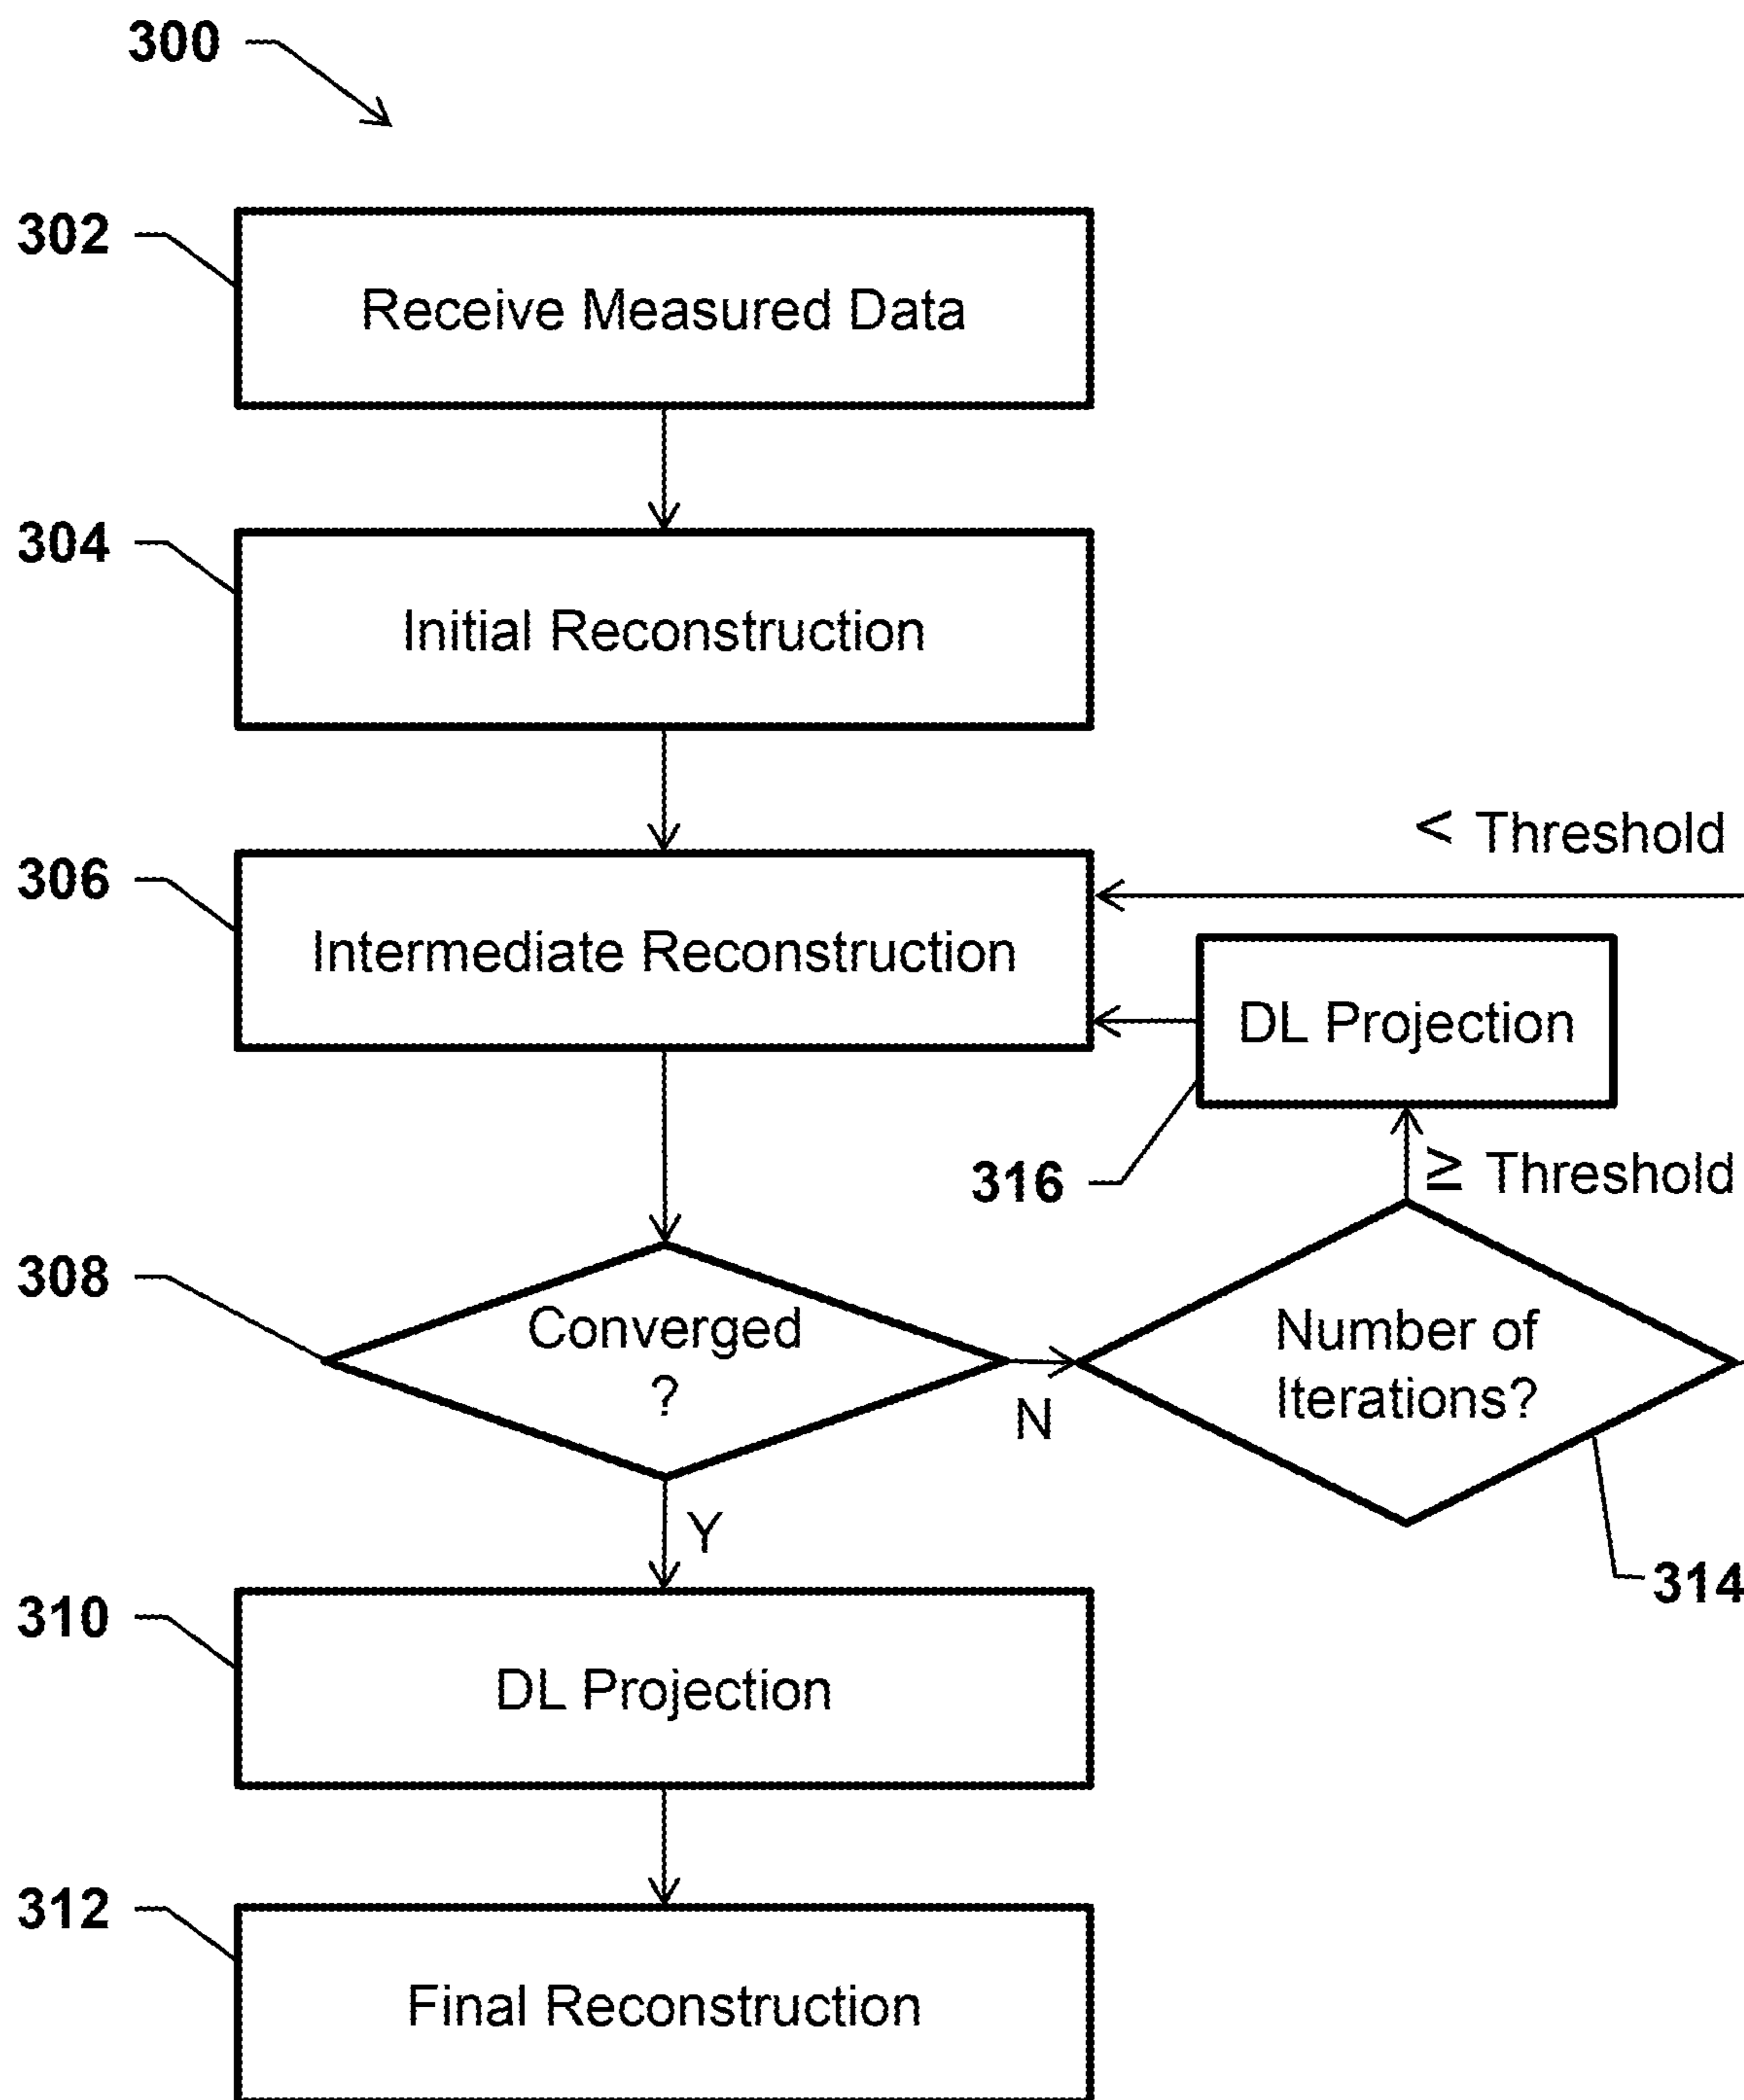 300
302
Receive Measured Data
304
Initial Reconstruction
< Threshold
306
Intermediate Reconstruction
DL Projection
316
≥ Threshold
308
Converged
?
N
Number of
Iterations?
Y
314
310
DL Projection
312
Final Reconstruction